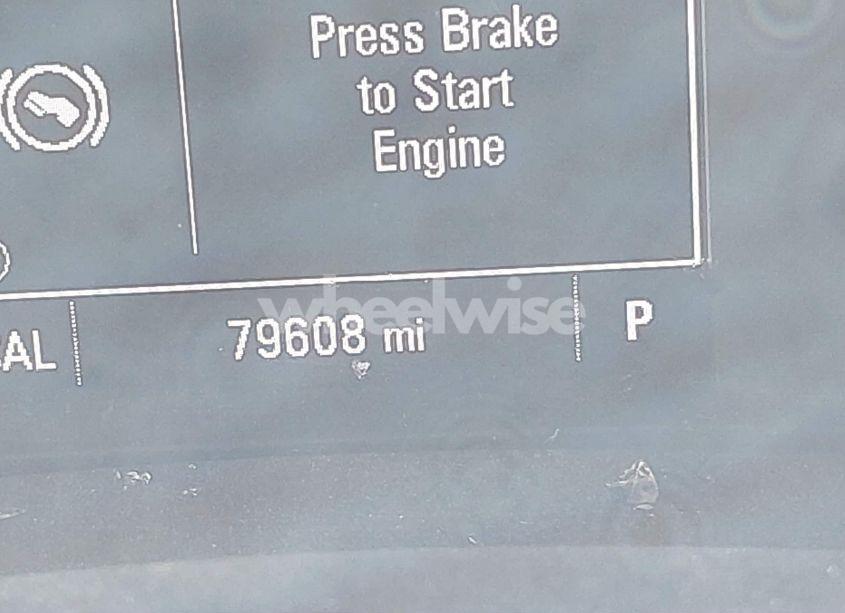 Press Brake
to Start
Engine
wheelwise
AL 79608 mi P